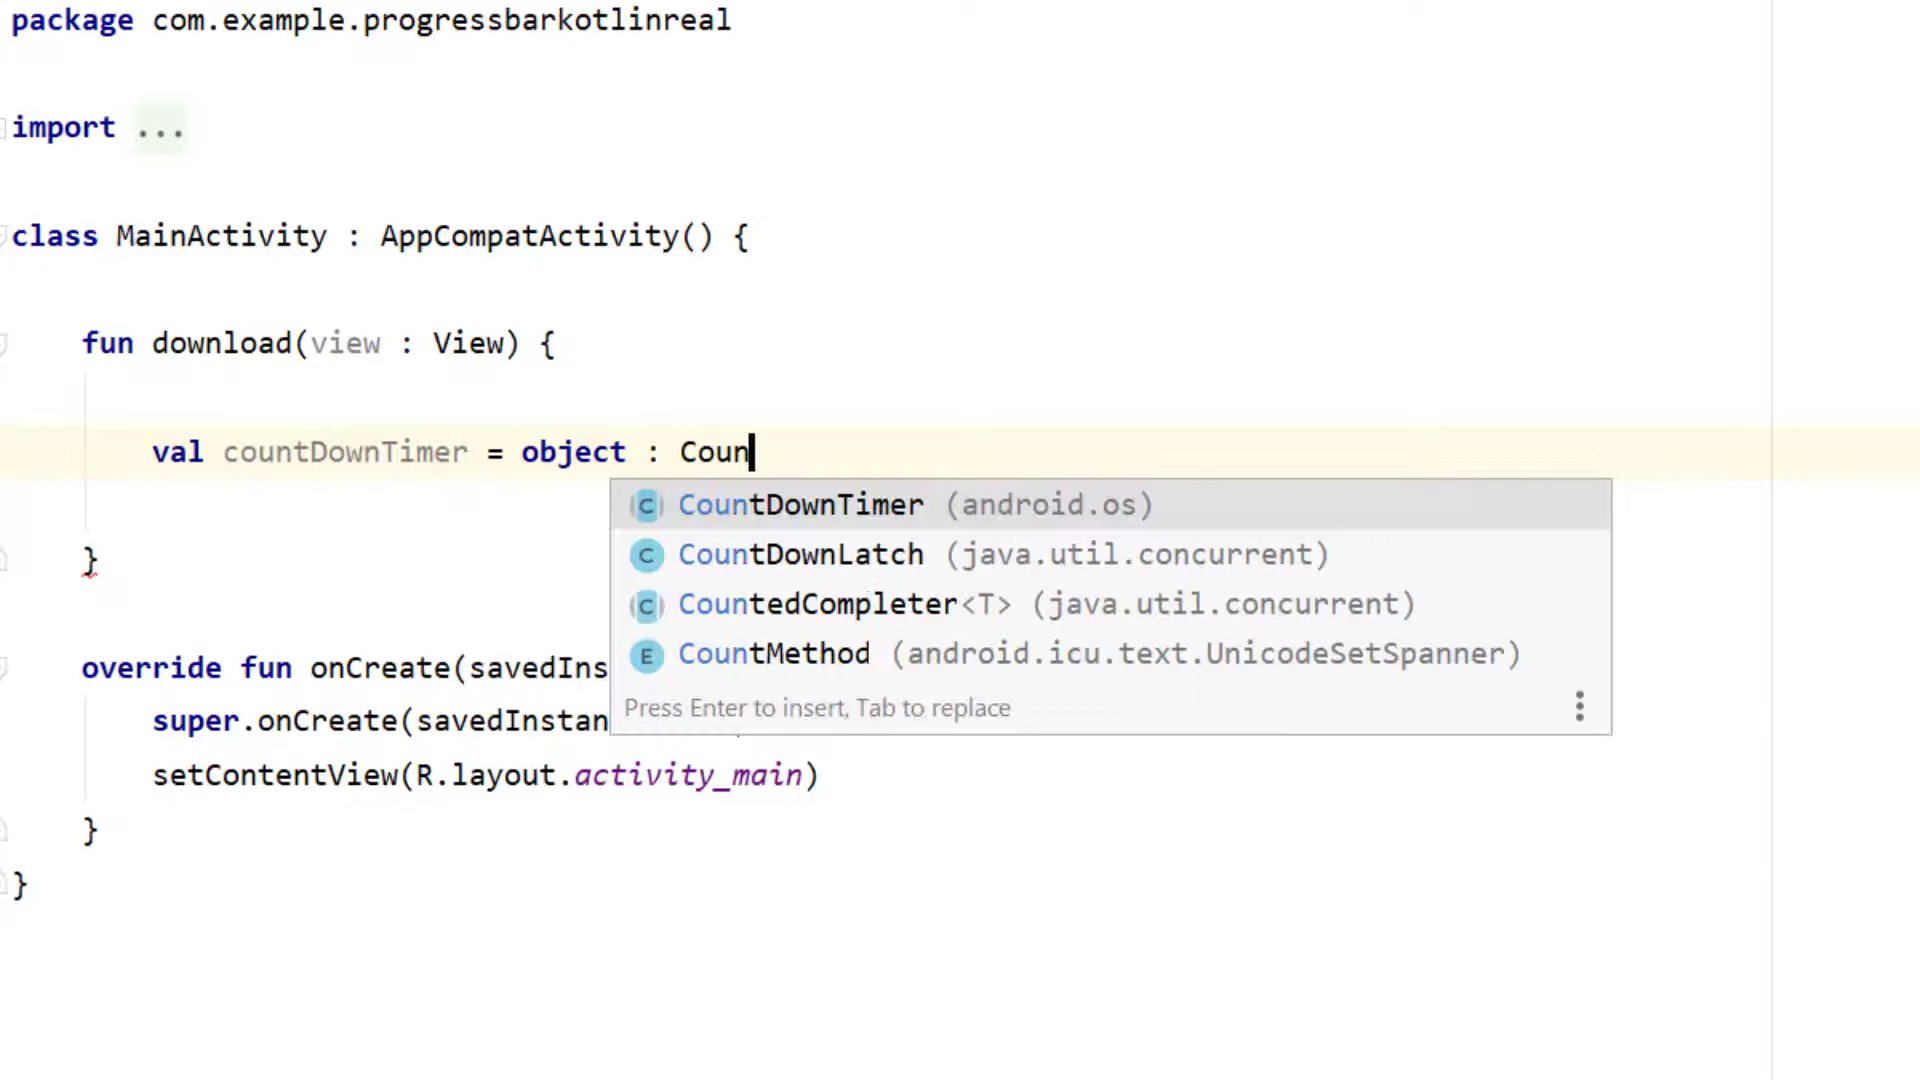 package com.example.progressbarkotlinreal
import ...
class MainActivity : AppCompatActivity() {
fun download(view : View) {
val countDownTimer = object : Coun
CountDownTimer (android.os)
CountDownLatch (java.util.concurrent)
CountedCompleter<T> (java.util.concurrent)
CountMethod (android.icu.text.UnicodeSetSpanner)
Press Enter to insert, Tab to replace
}
override fun onCreate(savedIns
super.onCreate(savedInstan
setContentView(R.layout.activity_main)
}
}